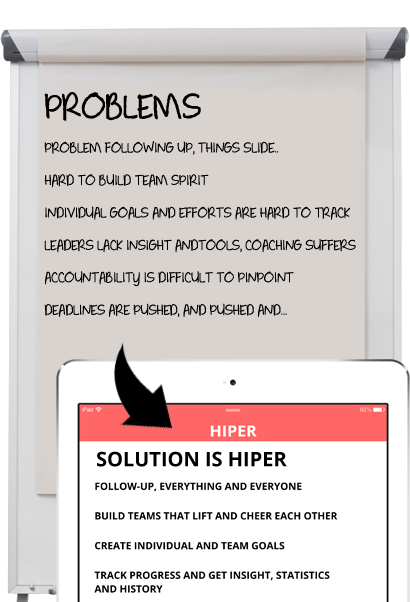 PROBLEMS
PROBLEM FOLLOWING UP, THINGS SLIDE..
HARD TO BUILD TEAM SPIRIT
INDIVIDUAL GOALS AND EFFORTS ARE HARD TO TRACK
LEADERS LACK INSIGHT ANDTOOLS, COACHING SUFFERS
ACCOUNTABILITY IS DIFFICULT TO PINPOINT
DEADLINES ARE PUSHED, AND PUSHED AND...
iPad 82%
HIPER
SOLUTION IS HIPER
FOLLOW-UP, EVERYTHING AND EVERYONE
BUILD TEAMS THAT LIFT AND CHEER EACH OTHER
CREATE INDIVIDUAL AND TEAM GOALS
TRACK PROGRESS AND GET INSIGHT, STATISTICS
AND HISTORY